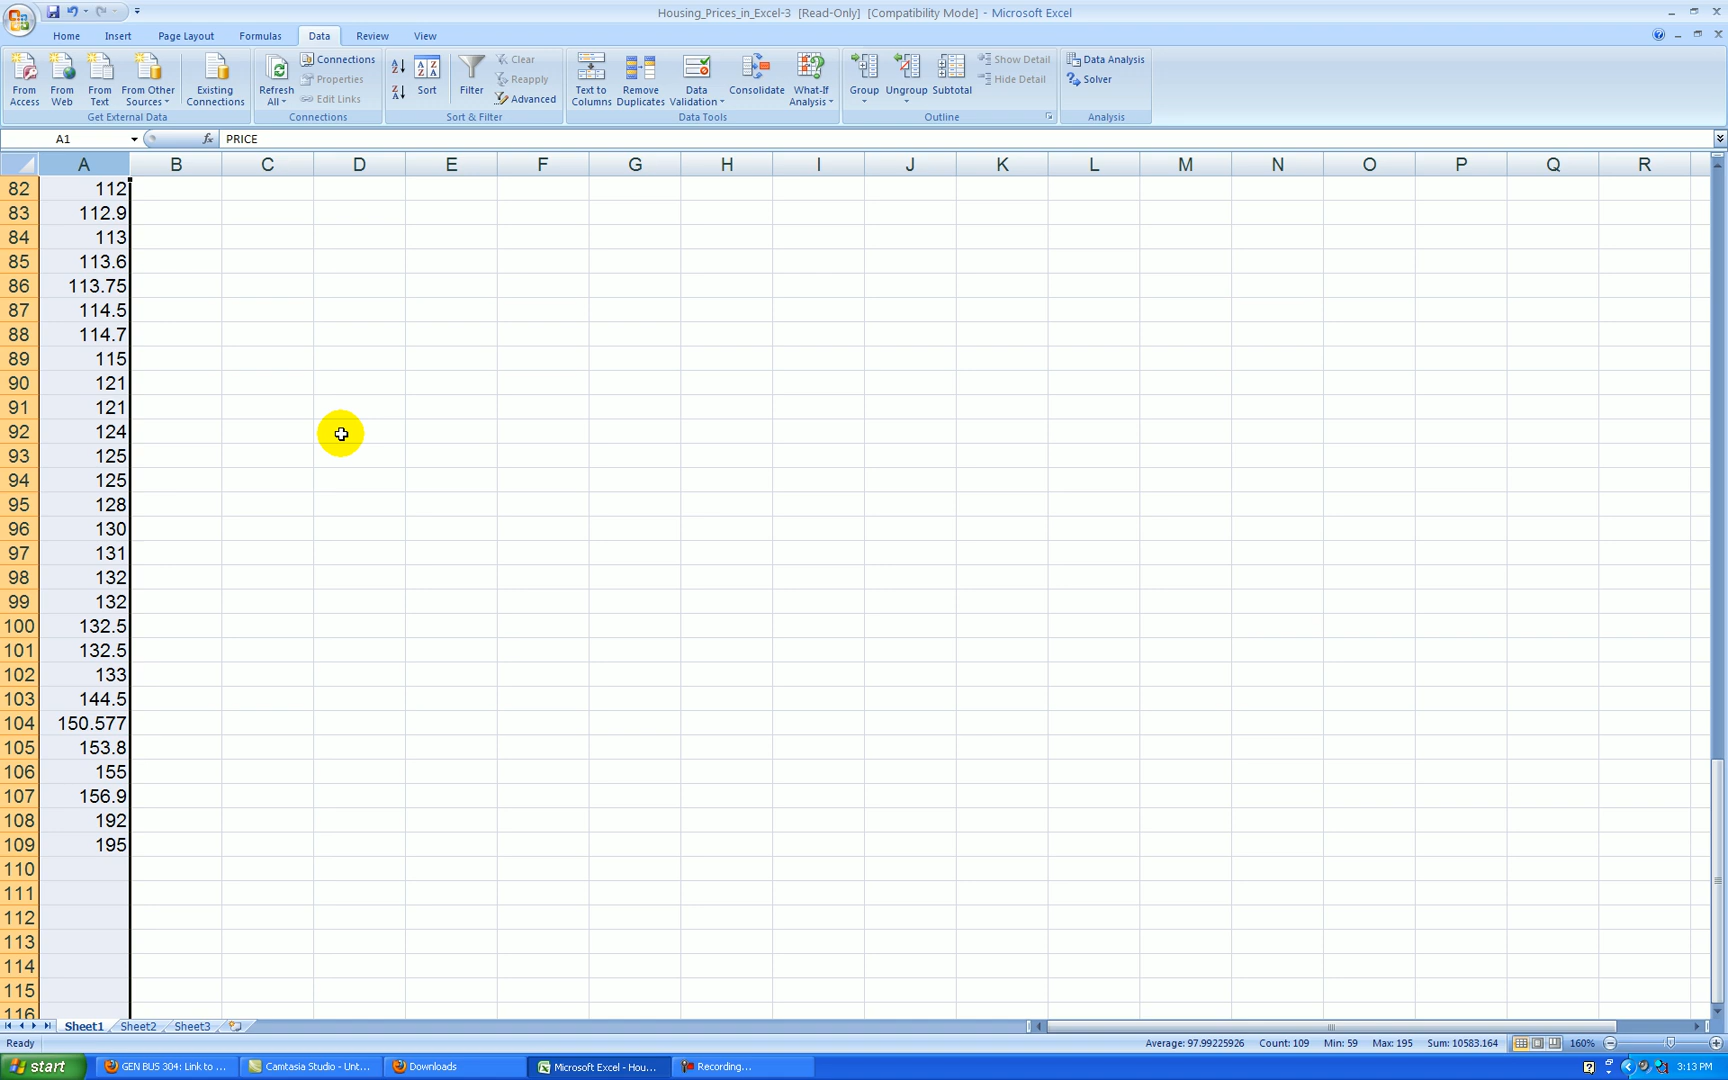 Housing_Prices_in_Excel-3 [Read-Only] [Compatibility Mode] - Microsoft Excel
Home Insert Page Layout Formulas Data Review View
From Access
From Web
From Text
From Other Sources
Existing Connections
Get External Data
Refresh All
Connections
Properties
Edit Links
Connections
Sort
Filter
Clear
Reapply
Advanced
Sort & Filter
Text to Columns
Remove Duplicates
Data Validation
Consolidate
What-If Analysis
Data Tools
Group
Ungroup
Subtotal
Show Detail
Hide Detail
Outline
Data Analysis
Solver
Analysis
A1 fx PRICE
A B C D E F G H I J K L M N O P Q R
82 112
83 112.9
84 113
85 113.6
86 113.75
87 114.5
88 114.7
89 115
90 121
91 121
92 124
93 125
94 125
95 128
96 130
97 131
98 132
99 132
100 132.5
101 132.5
102 133
103 144.5
104 150.577
105 153.8
106 155
107 156.9
108 192
109 195
110
111
112
113
114
115
116
Sheet1 Sheet2 Sheet3
Ready Average: 97.99225926 Count: 109 Min: 59 Max: 195 Sum: 10583.164 160%
start GEN BUS 304: Link to ... Camtasia Studio - Unt... Downloads Microsoft Excel - Hou... Recording... 3:13 PM